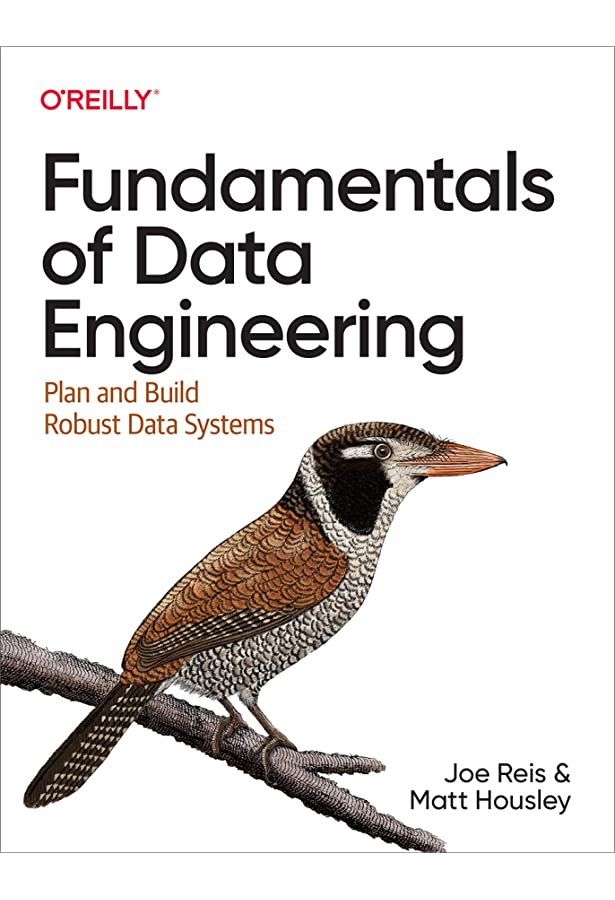 O'REILLY®
Fundamentals
of Data
Engineering
Plan and Build
Robust Data Systems
Joe Reis &
Matt Housley